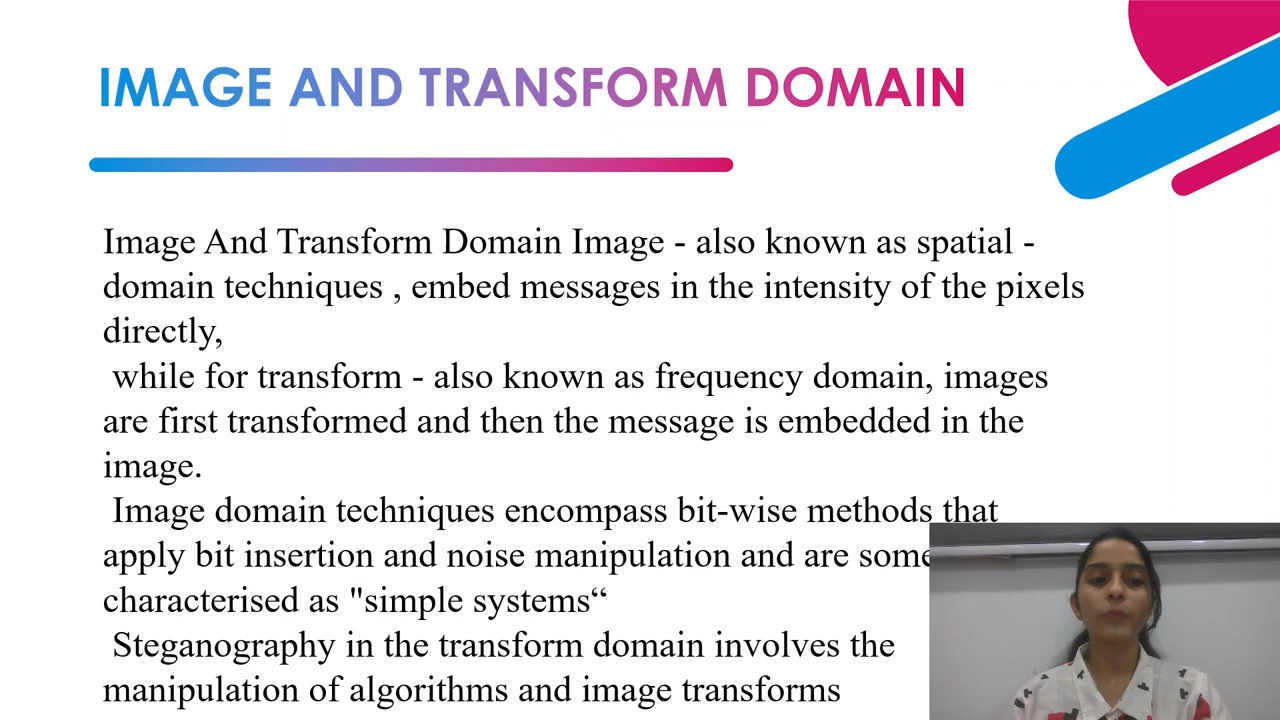 IMAGE AND TRANSFORM DOMAIN
Image And Transform Domain Image - also known as spatial -
domain techniques , embed messages in the intensity of the pixels
directly,
while for transform - also known as frequency domain, images
are first transformed and then the message is embedded in the
image.
Image domain techniques encompass bit-wise methods that
apply bit insertion and noise manipulation and are
characterised as "simple systems“
Steganography in the transform domain involves the
manipulation of algorithms and image transforms